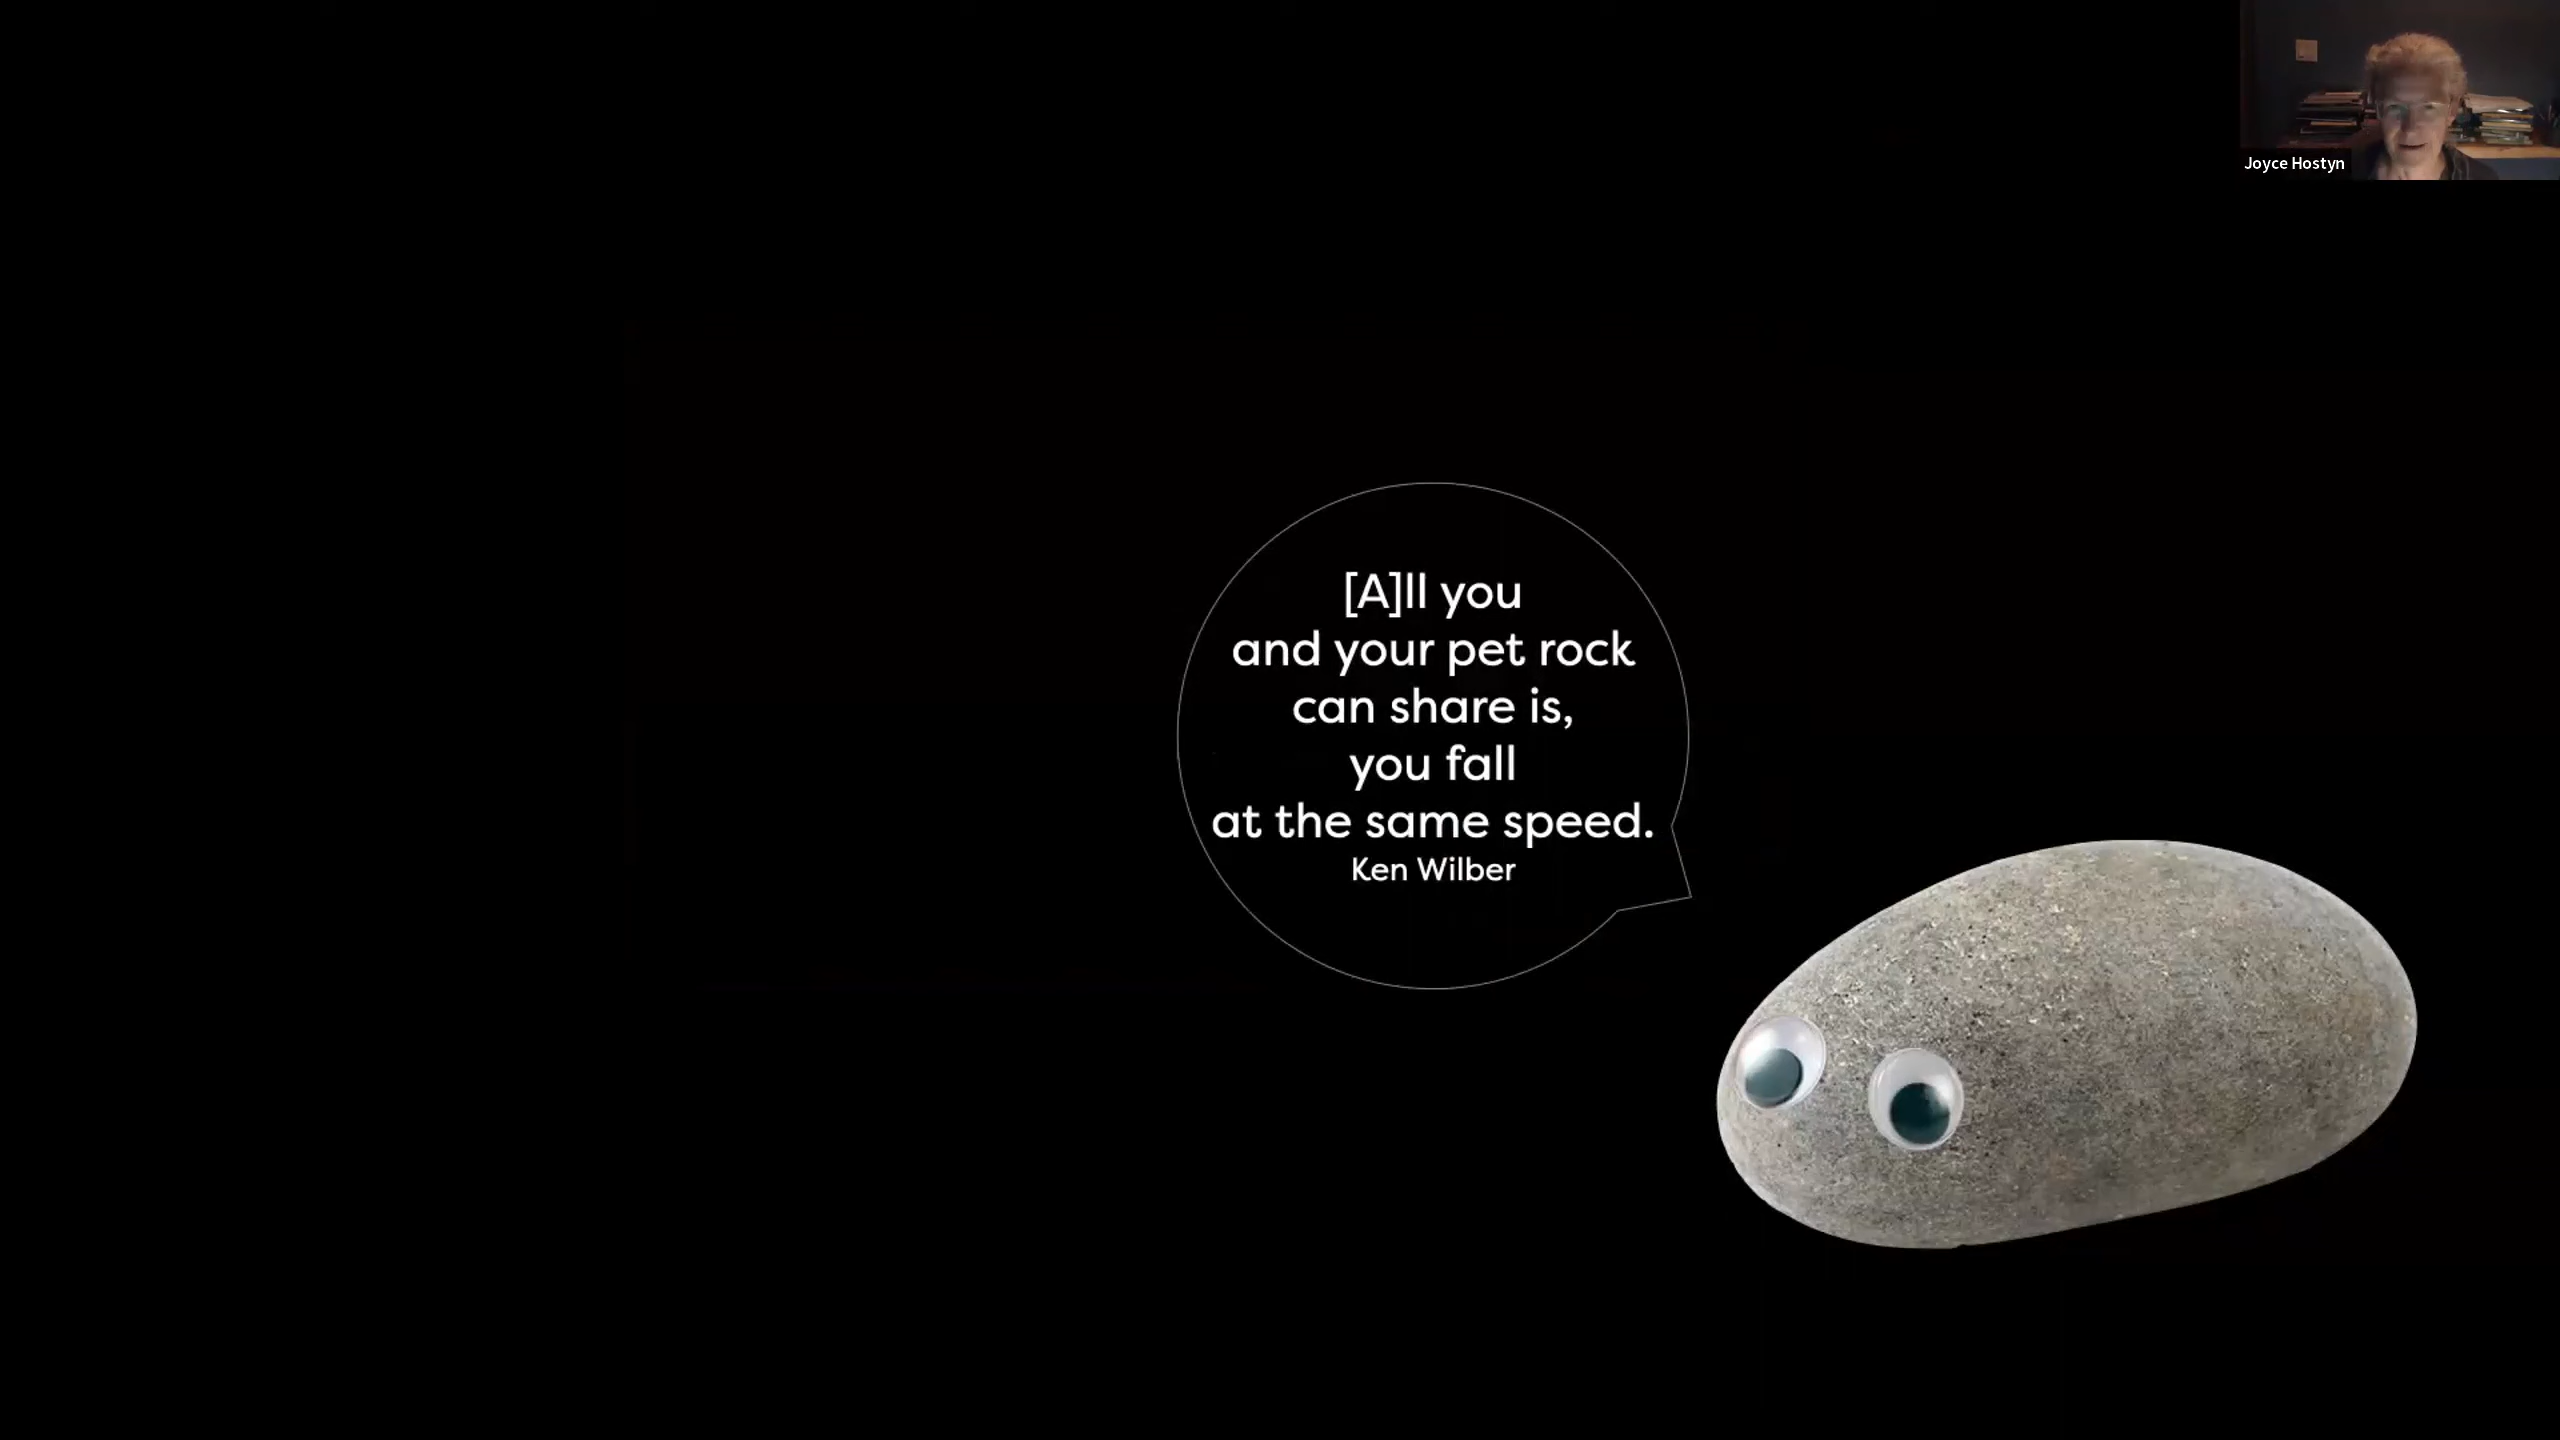 Joyce Hostyn
[A]ll you
and your pet rock
can share is,
you fall
at the same speed.
Ken Wilber